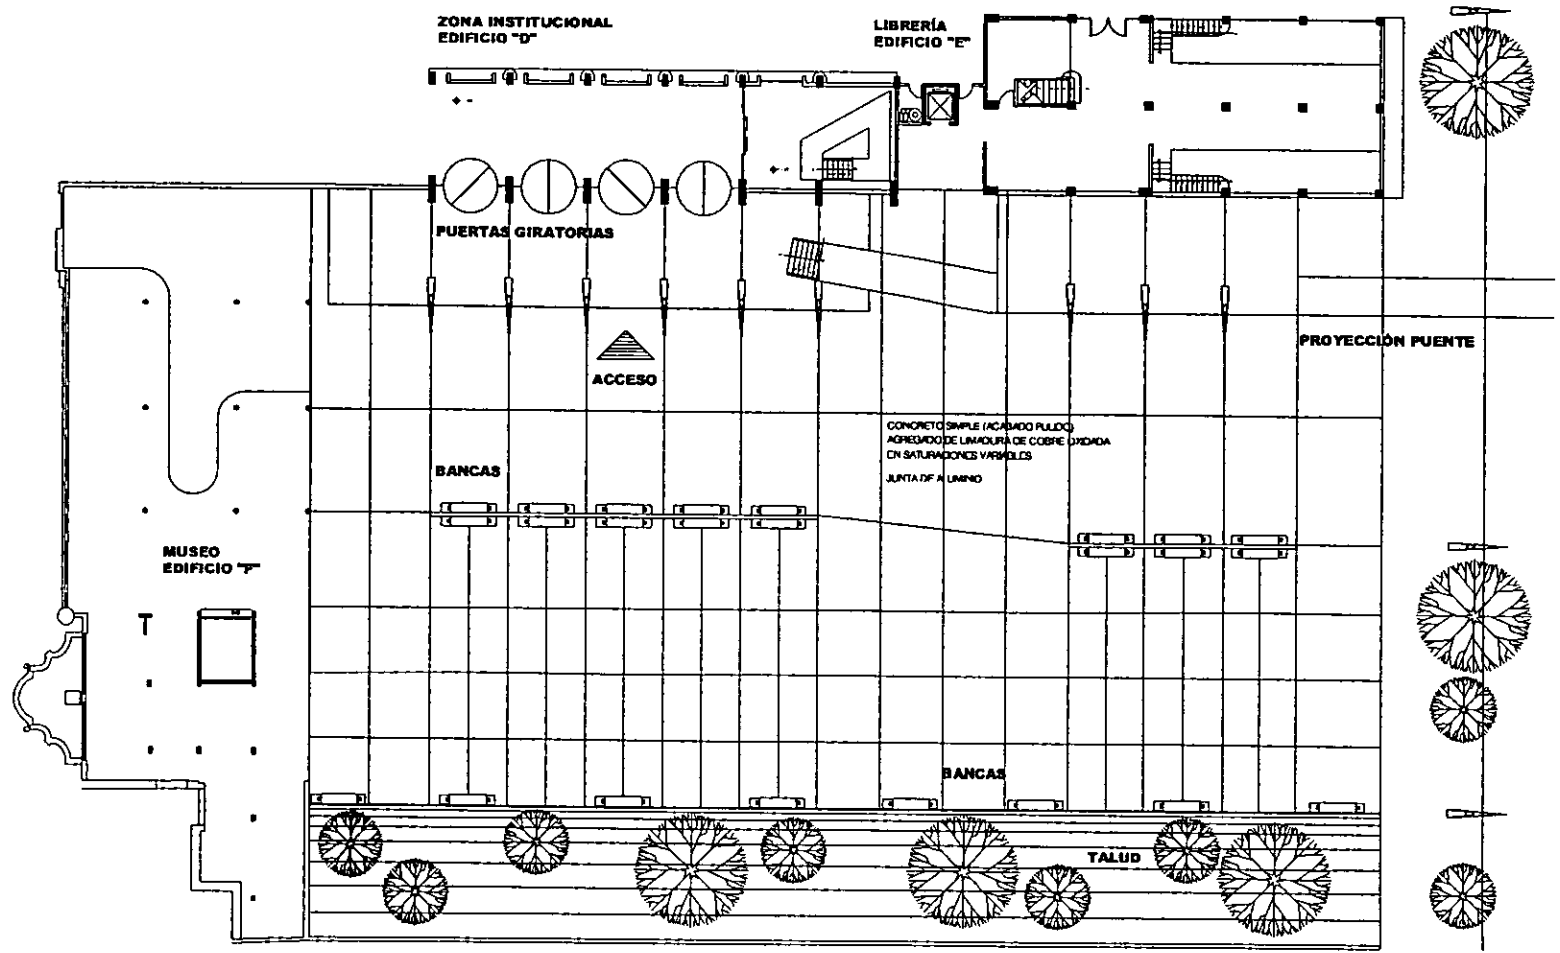 ZONA INSTITUCIONAL
EDIFICIO "D"
LIBRERÍA
EDIFICIO "E"
PUERTAS GIRATORIAS
PROYECCIÓN PUENTE
ACCESO
CONCRETO SIMPLE (ACABADO PULIDO)
AGREGADO DE LIMADURA DE COBRE OXIDADA
EN SATURACIONES VARIABLES
JUNTA DE ALUMINIO
BANCAS
MUSEO
EDIFICIO "F"
BANCAS
TALUD